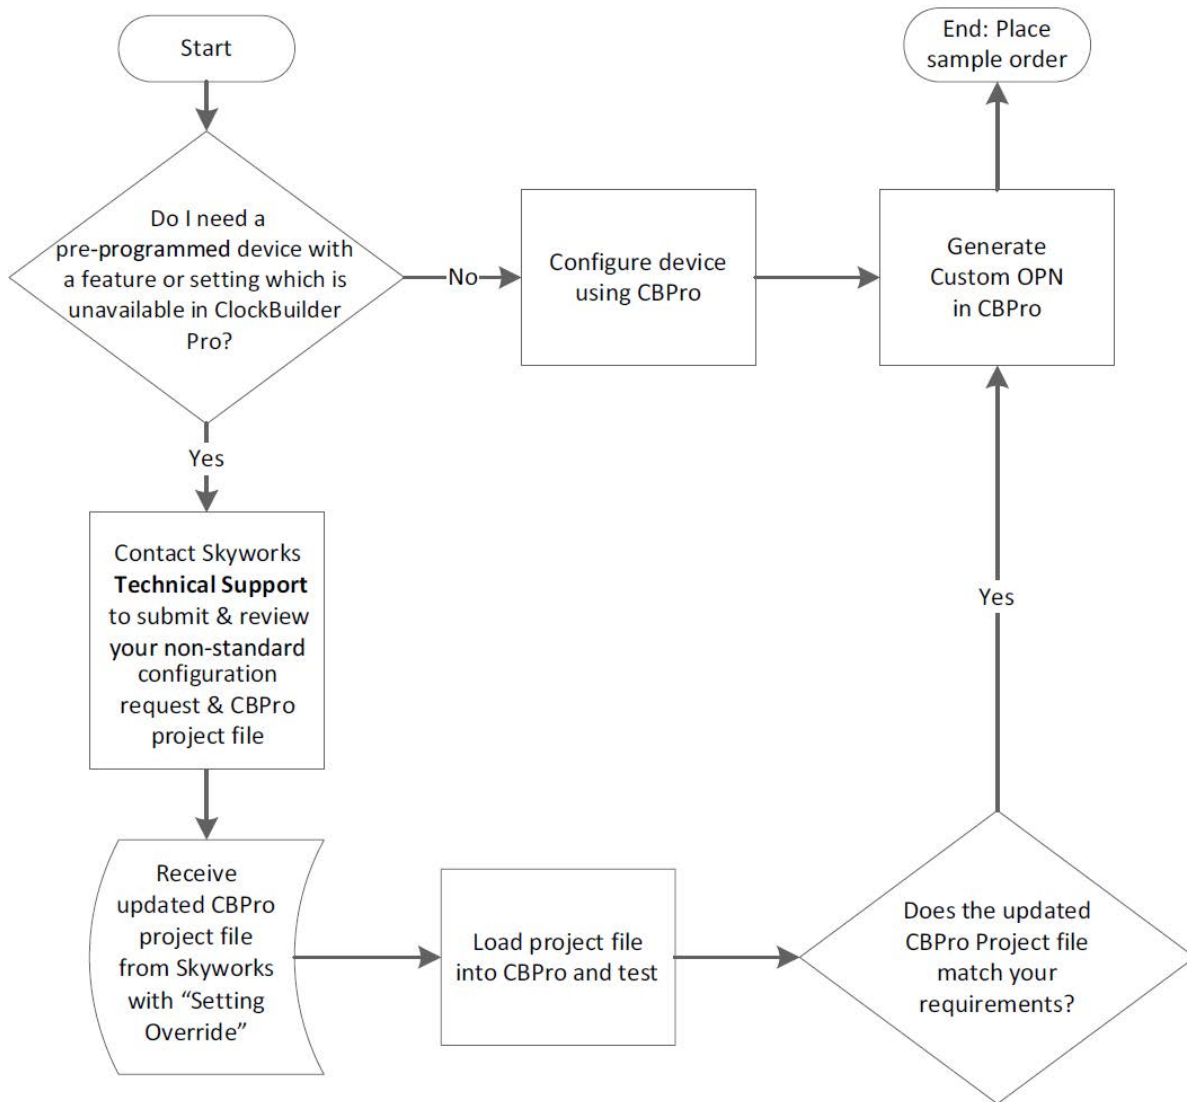 Start
Do I need a
pre-programmed device with
a feature or setting which is
unavailable in ClockBuilder
Pro?
No
Configure device
using CBPro
Generate
Custom OPN
in CBPro
End: Place
sample order
Yes
Contact Skyworks
Technical Support
to submit & review
your non-standard
configuration
request & CBPro
project file
Receive
updated CBPro
project file
from Skyworks
with “Setting
Override”
Load project file
into CBPro and test
Does the updated
CBPro Project file
match your
requirements?
Yes